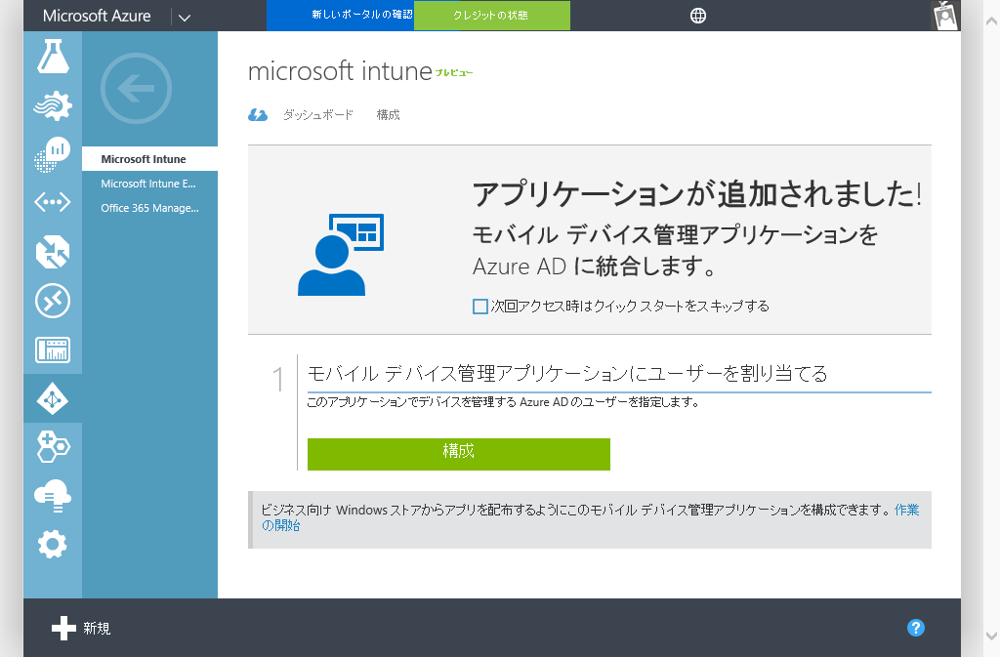 Microsoft Azure
新しいポータルの確認
クレジットの状態
microsoft intune プレビュー
ダッシュボード 構成
Microsoft Intune
Microsoft Intune E...
Office 365 Manage...
アプリケーションが追加されました!
モバイル デバイス管理アプリケーションを
Azure AD に統合します。
次回アクセス時はクイック スタートをスキップする
1
モバイル デバイス管理アプリケーションにユーザーを割り当てる
このアプリケーションでデバイスを管理する Azure AD のユーザーを指定します。
構成
ビジネス向け Windows ストアからアプリを配布するようにこのモバイル デバイス管理アプリケーションを構成できます。作業
の開始
新規
?